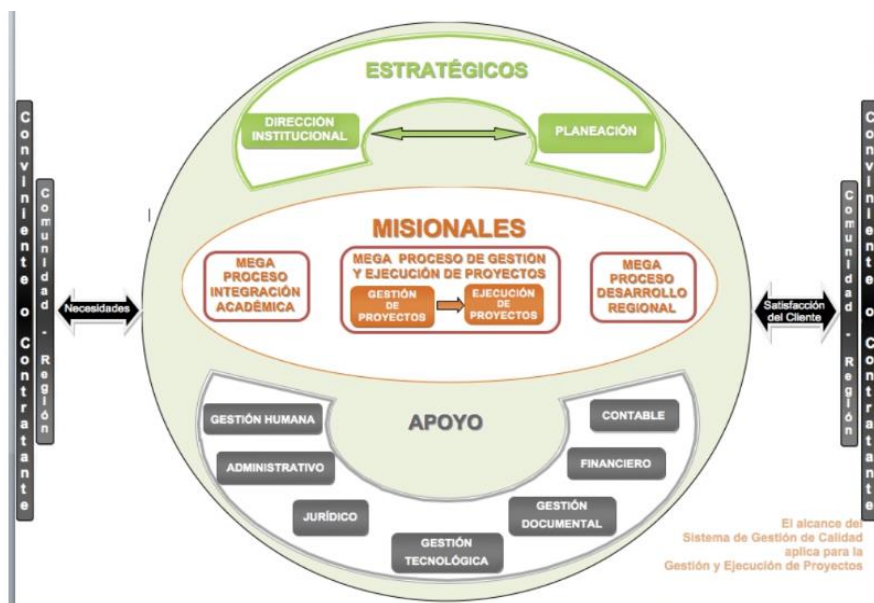 ESTRATÉGICOS
DIRECCIÓN
INSTITUCIONAL
PLANEACIÓN
MISIONALES
MEGA
PROCESO
INTEGRACIÓN
ACADÉMICA
MEGA PROCESO DE GESTIÓN
Y EJECUCIÓN DE PROYECTOS
GESTIÓN
DE
PROYECTOS
EJECUCIÓN
DE
PROYECTOS
MEGA
PROCESO
DESARROLLO
REGIONAL
Conviniente o Contratante
Comunidad - Región
Necesidades
Satisfacción
del Cliente
Comunidad - Región
Conviniente o Contratante
APOYO
GESTIÓN HUMANA
ADMINISTRATIVO
JURÍDICO
GESTIÓN
TECNOLÓGICA
GESTIÓN
DOCUMENTAL
FINANCIERO
CONTABLE
El alcance del
Sistema de Gestión de Calidad
aplica para la
Gestión y Ejecución de Proyectos